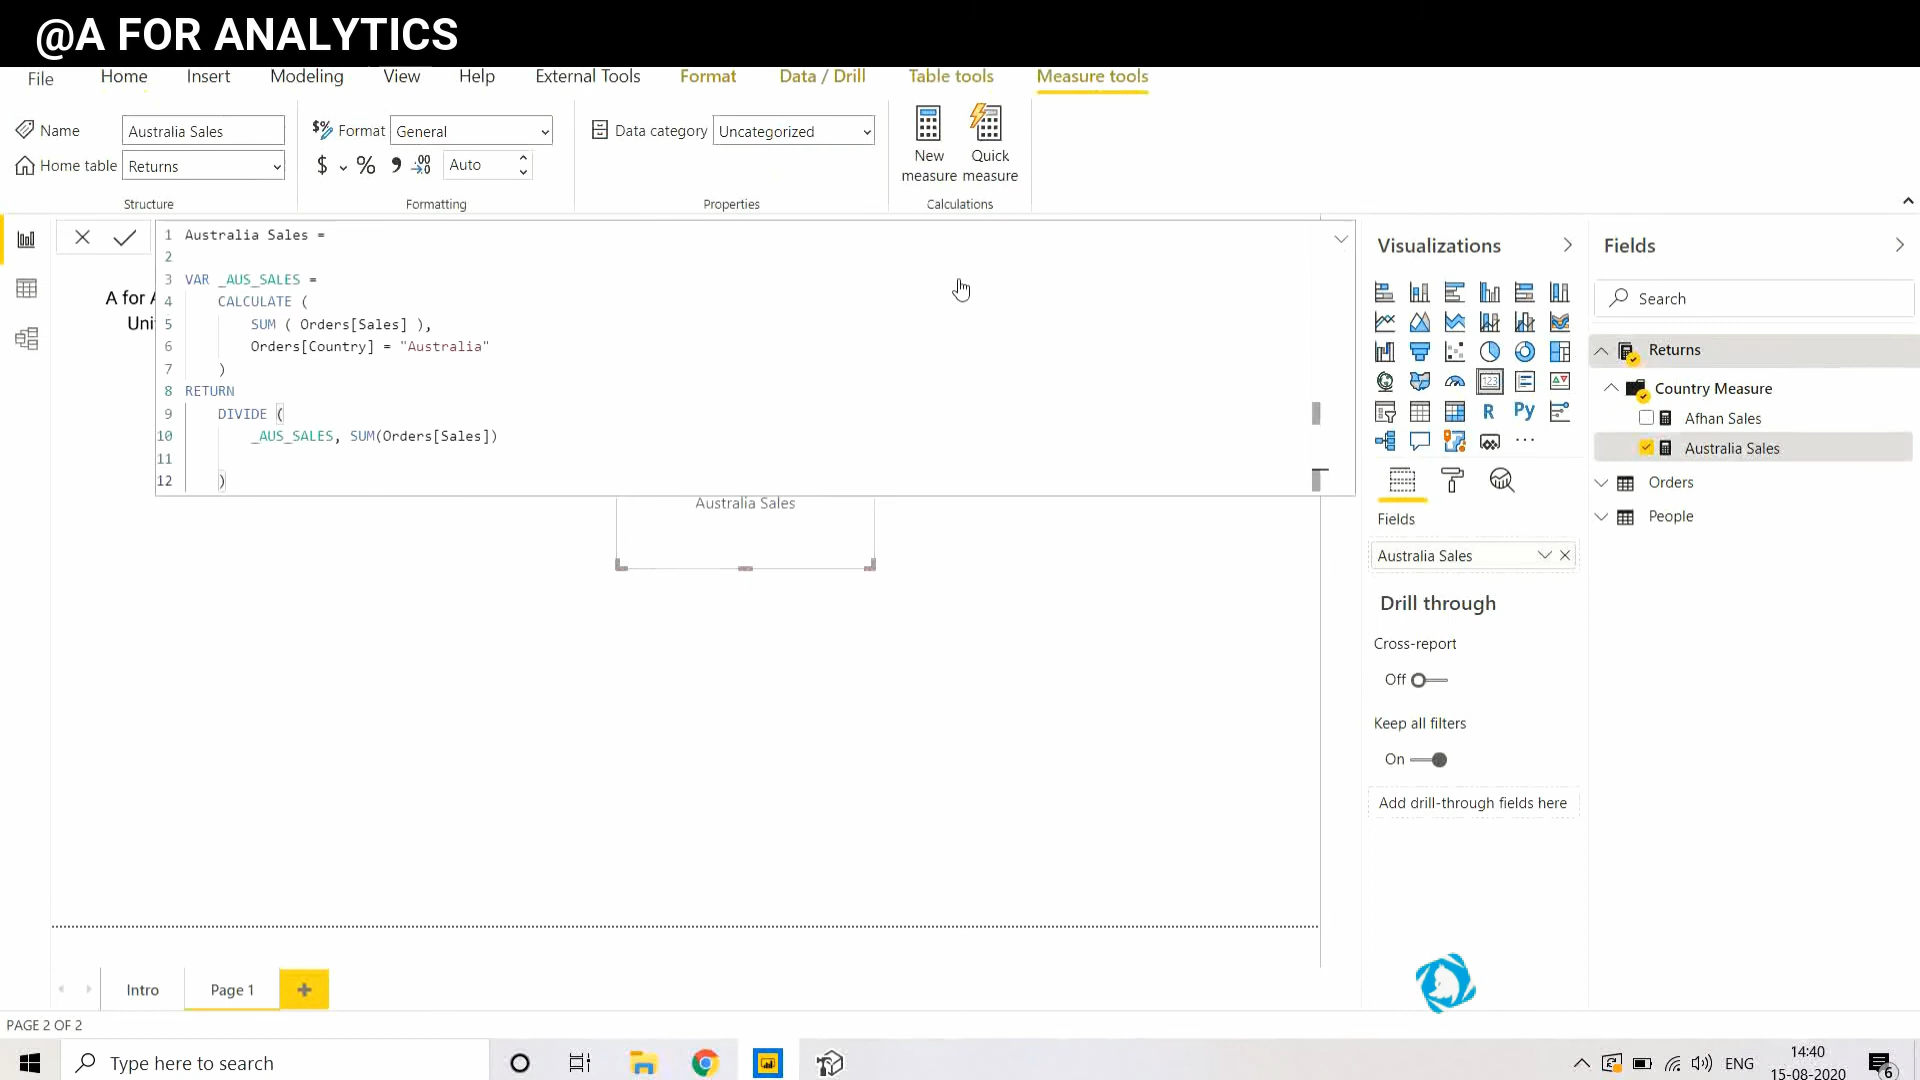 @A FOR ANALYTICS
File Home Insert Modeling View Help External Tools Format Data / Drill Table tools Measure tools
Name Australia Sales
Home table Returns
Structure
$% Format General
$ % , .00 Auto
Formatting
Data category Uncategorized
Properties
New measure
Quick measure
Calculations
1 Australia Sales =
2
3 VAR _AUS_SALES =
4 CALCULATE (
5 SUM ( Orders[Sales] ),
6 Orders[Country] = "Australia"
7 )
8 RETURN
9 DIVIDE (
10 _AUS_SALES, SUM(Orders[Sales])
11
12 )
A for A
Uni
Australia Sales
Visualizations
123
R Py
...
Fields
Australia Sales
Drill through
Cross-report
Off
Keep all filters
On
Add drill-through fields here
Fields
Search
Returns
Country Measure
Afhan Sales
Australia Sales
Orders
People
Intro Page 1 +
PAGE 2 OF 2
Type here to search
ENG
14:40
15-08-2020
6